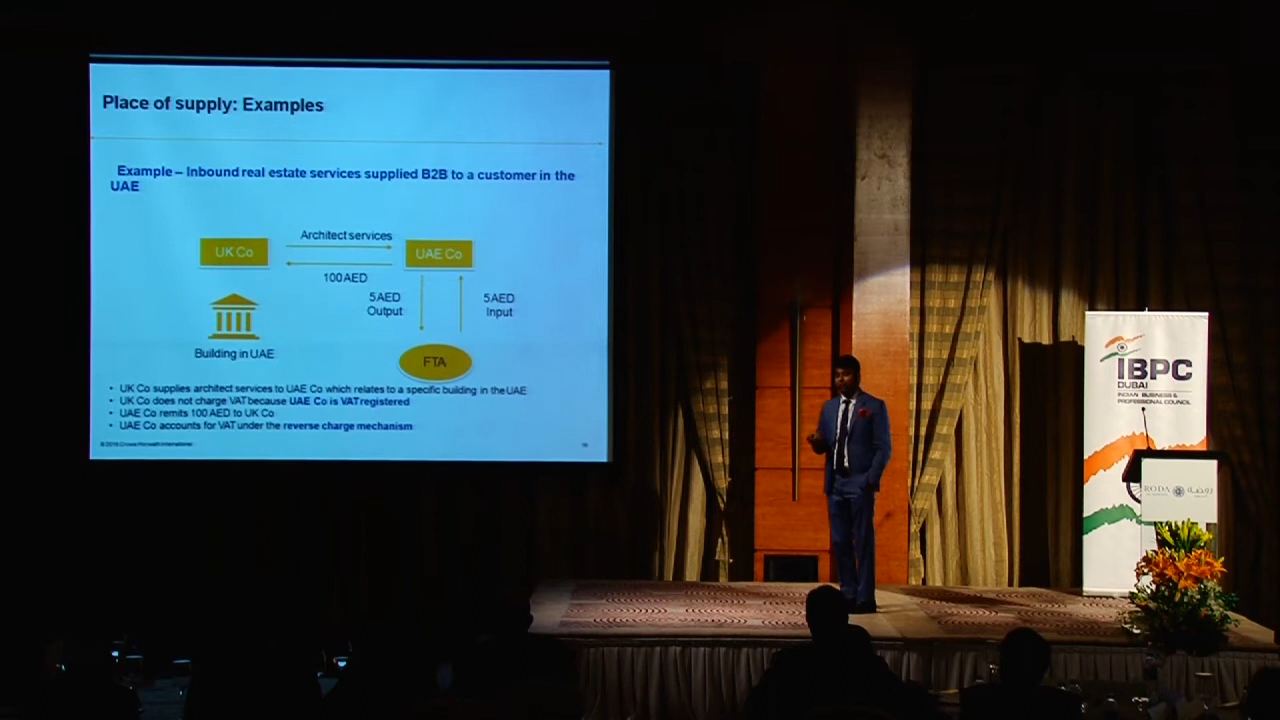 Place of supply: Examples
Example – Inbound real estate services supplied B2B to a customer in the
UAE
Architect services
UK Co
UAE Co
100 AED
5 AED
Output
5 AED
Input
Building in UAE
FTA
• UK Co supplies architect services to UAE Co which relates to a specific building in the UAE
• UK Co does not charge VAT because UAE Co is VAT registered
• UAE Co remits 100 AED to UK Co
• UAE Co accounts for VAT under the reverse charge mechanism
Crowe Horwath International
IBPC
DUBAI
INDIAN BUSINESS &
PROFESSIONAL COUNCIL
RODA
روضة